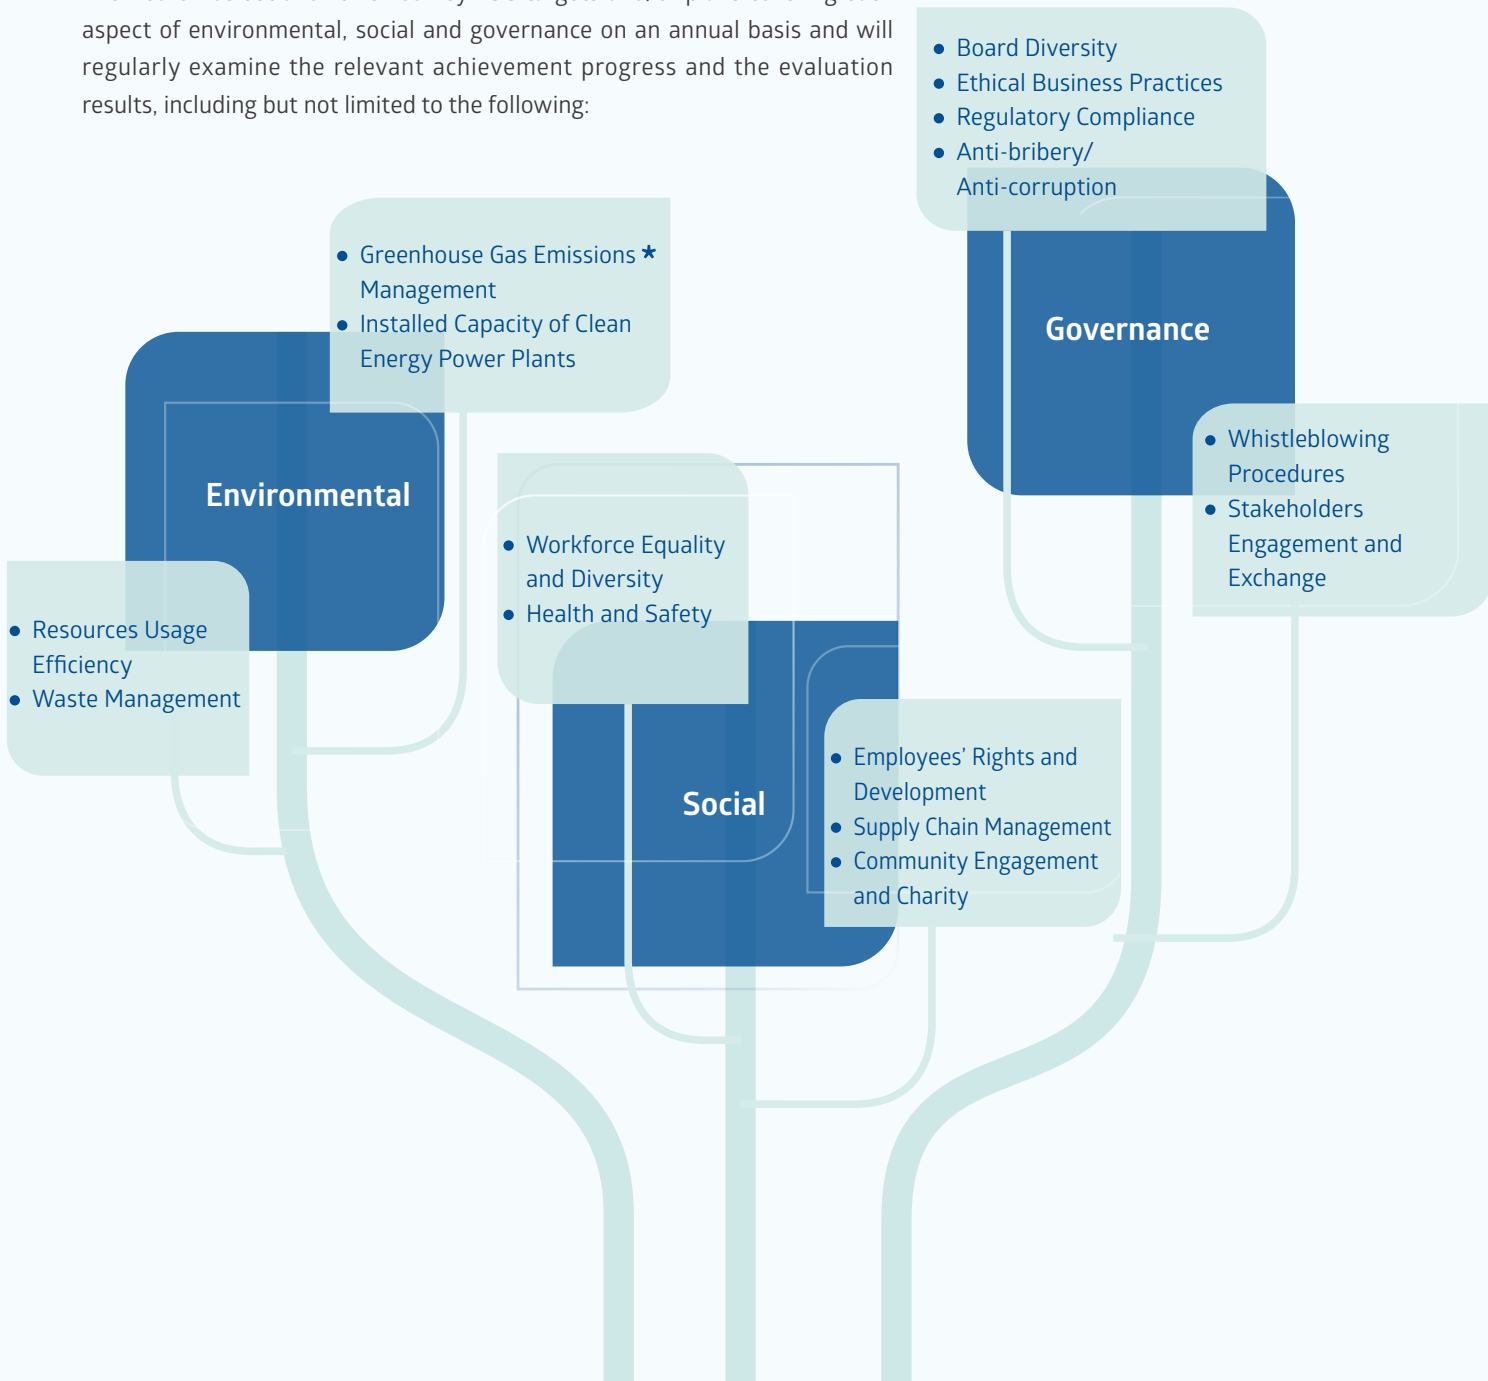 aspect of environmental, social and governance on an annual basis and will
regularly examine the relevant achievement progress and the evaluation
results, including but not limited to the following:
• Board Diversity
• Ethical Business Practices
• Regulatory Compliance
• Anti-bribery/
Anti-corruption
Governance
• Whistleblowing
Procedures
• Stakeholders
Engagement and
Exchange
• Greenhouse Gas Emissions *
Management
• Installed Capacity of Clean
Energy Power Plants
Environmental
• Resources Usage
Efficiency
• Waste Management
• Workforce Equality
and Diversity
• Health and Safety
Social
• Employees’ Rights and
Development
• Supply Chain Management
• Community Engagement
and Charity